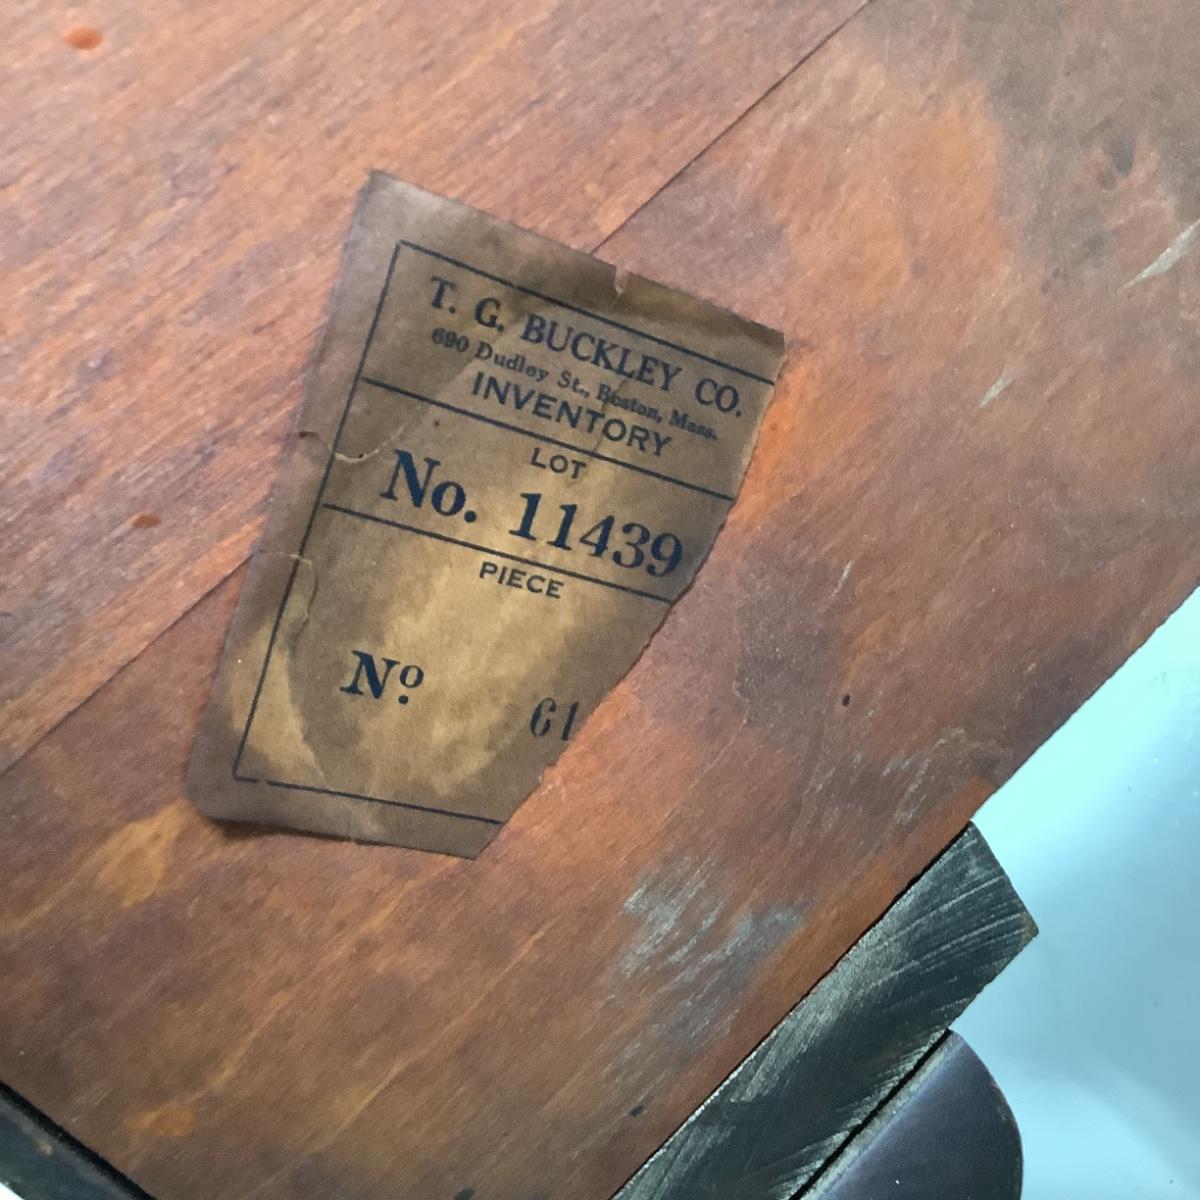 T. G. BUCKLEY CO.
690 Dudley St., Boston, Mass.
INVENTORY
LOT
No. 11439
PIECE
Nº 61